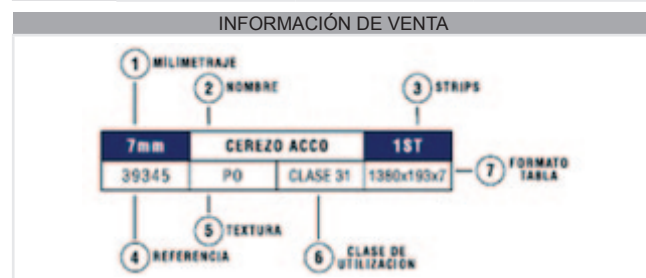 INFORMACIÓN DE VENTA
1 MILIMETRAJE
2 NOMBRE
3 STRIPS
7mm CEREZO ACCO 1ST
39345 PO CLASE 31 1380x193x7
7 FORMATO TABLA
5 TEXTURA
4 REFERENCIA
6 CLASE DE UTILIZACION